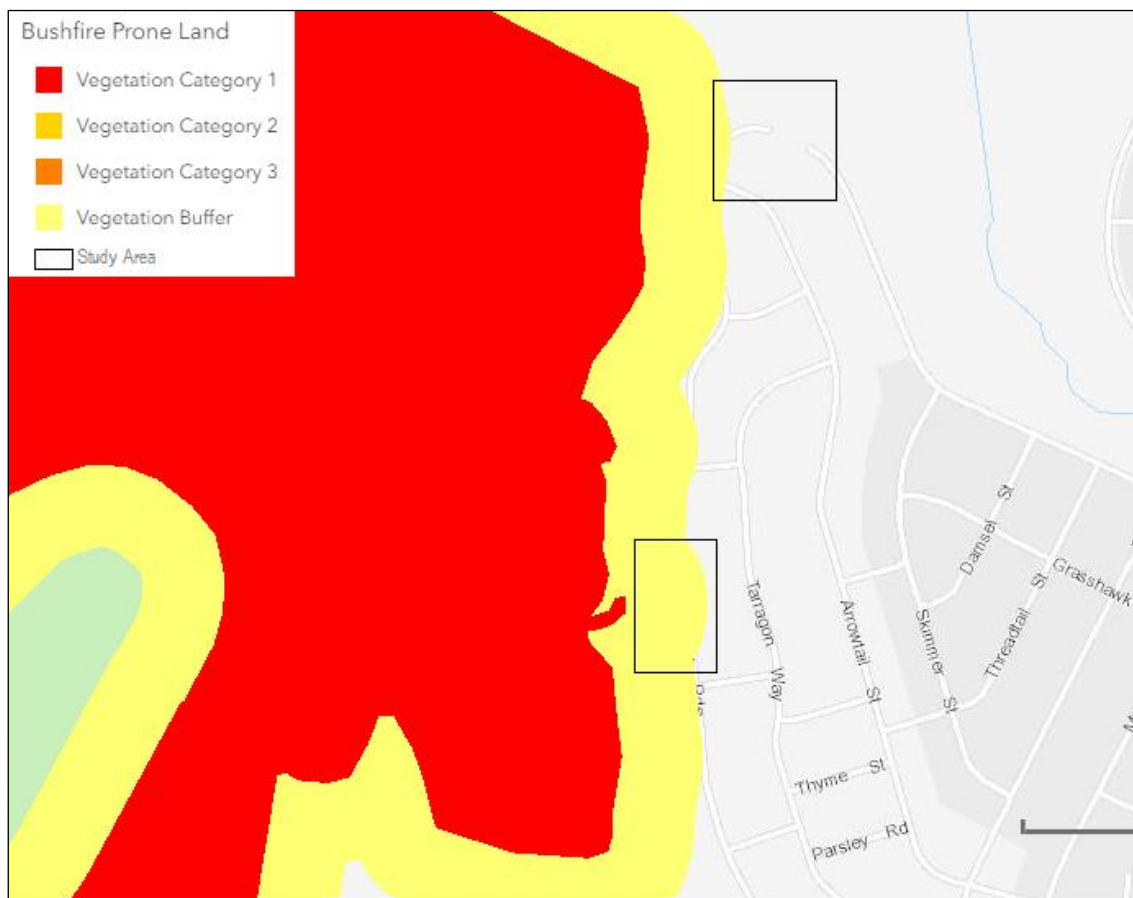 Bushfire Prone Land
Vegetation Category 1
Vegetation Category 2
Vegetation Category 3
Vegetation Buffer
Study Area
Damsel St
Grasshawk
Threadtail St
Skimmer St
Arrowtail St
Tarragon Way
Thyme St
Parsley Rd